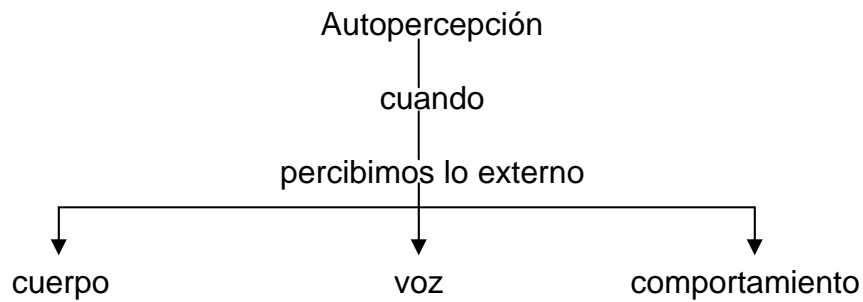 Autopercepción
cuando
percibimos lo externo
cuerpo voz comportamiento